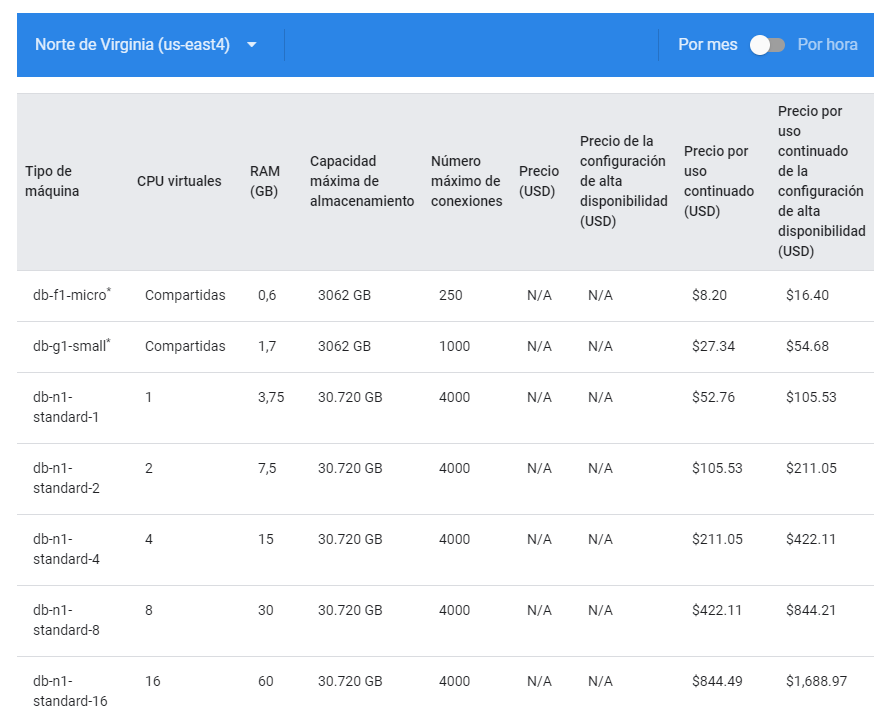 Norte de Virginia (us-east4) Por mes Por hora
Tipo de máquina CPU virtuales RAM (GB) Capacidad máxima de almacenamiento Número máximo de conexiones Precio (USD) Precio de la configuración de alta disponibilidad (USD) Precio por uso continuado (USD) Precio por uso continuado de la configuración de alta disponibilidad (USD)
db-f1-micro* Compartidas 0,6 3062 GB 250 N/A N/A $8.20 $16.40
db-g1-small* Compartidas 1,7 3062 GB 1000 N/A N/A $27.34 $54.68
db-n1-standard-1 1 3,75 30.720 GB 4000 N/A N/A $52.76 $105.53
db-n1-standard-2 2 7,5 30.720 GB 4000 N/A N/A $105.53 $211.05
db-n1-standard-4 4 15 30.720 GB 4000 N/A N/A $211.05 $422.11
db-n1-standard-8 8 30 30.720 GB 4000 N/A N/A $422.11 $844.21
db-n1-standard-16 16 60 30.720 GB 4000 N/A N/A $844.49 $1,688.97